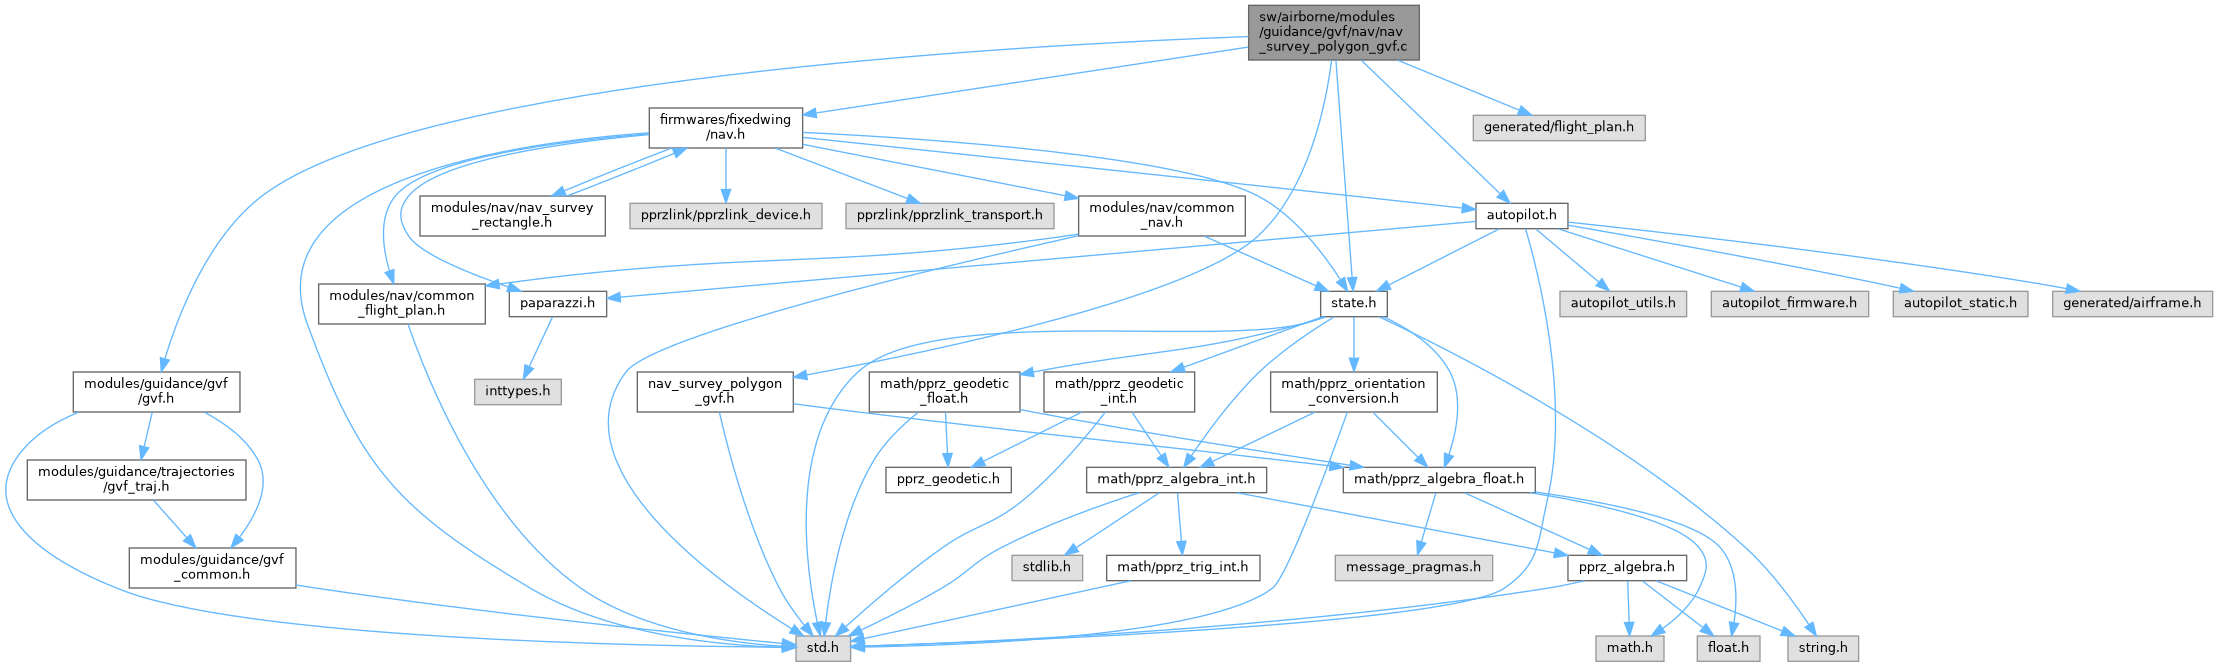 sw/airborne/modules
/guidance/gvf/nav/nav
_survey_polygon_gvf.c
firmwares/fixedwing
/nav.h
generated/flight_plan.h
modules/nav/nav_survey
_rectangle.h
pprzlink/pprzlink_device.h
pprzlink/pprzlink_transport.h
modules/nav/common
_nav.h
autopilot.h
modules/nav/common
_flight_plan.h
paparazzi.h
state.h
autopilot_utils.h
autopilot_firmware.h
autopilot_static.h
generated/airframe.h
modules/guidance/gvf
/gvf.h
inttypes.h
nav_survey_polygon
_gvf.h
math/pprz_geodetic
_float.h
math/pprz_geodetic
_int.h
math/pprz_orientation
_conversion.h
modules/guidance/trajectories
/gvf_traj.h
pprz_geodetic.h
math/pprz_algebra_int.h
math/pprz_algebra_float.h
modules/guidance/gvf
_common.h
stdlib.h
math/pprz_trig_int.h
message_pragmas.h
pprz_algebra.h
std.h
math.h
float.h
string.h